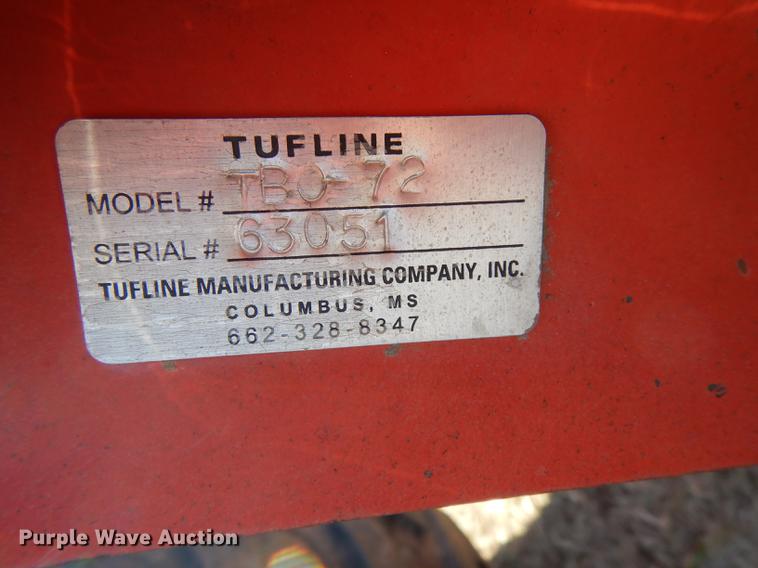 TUFLINE
MODEL # TBO-72
SERIAL # 63051
TUFLINE MANUFACTURING COMPANY, INC.
COLUMBUS, MS
662-328-8347
Purple Wave Auction